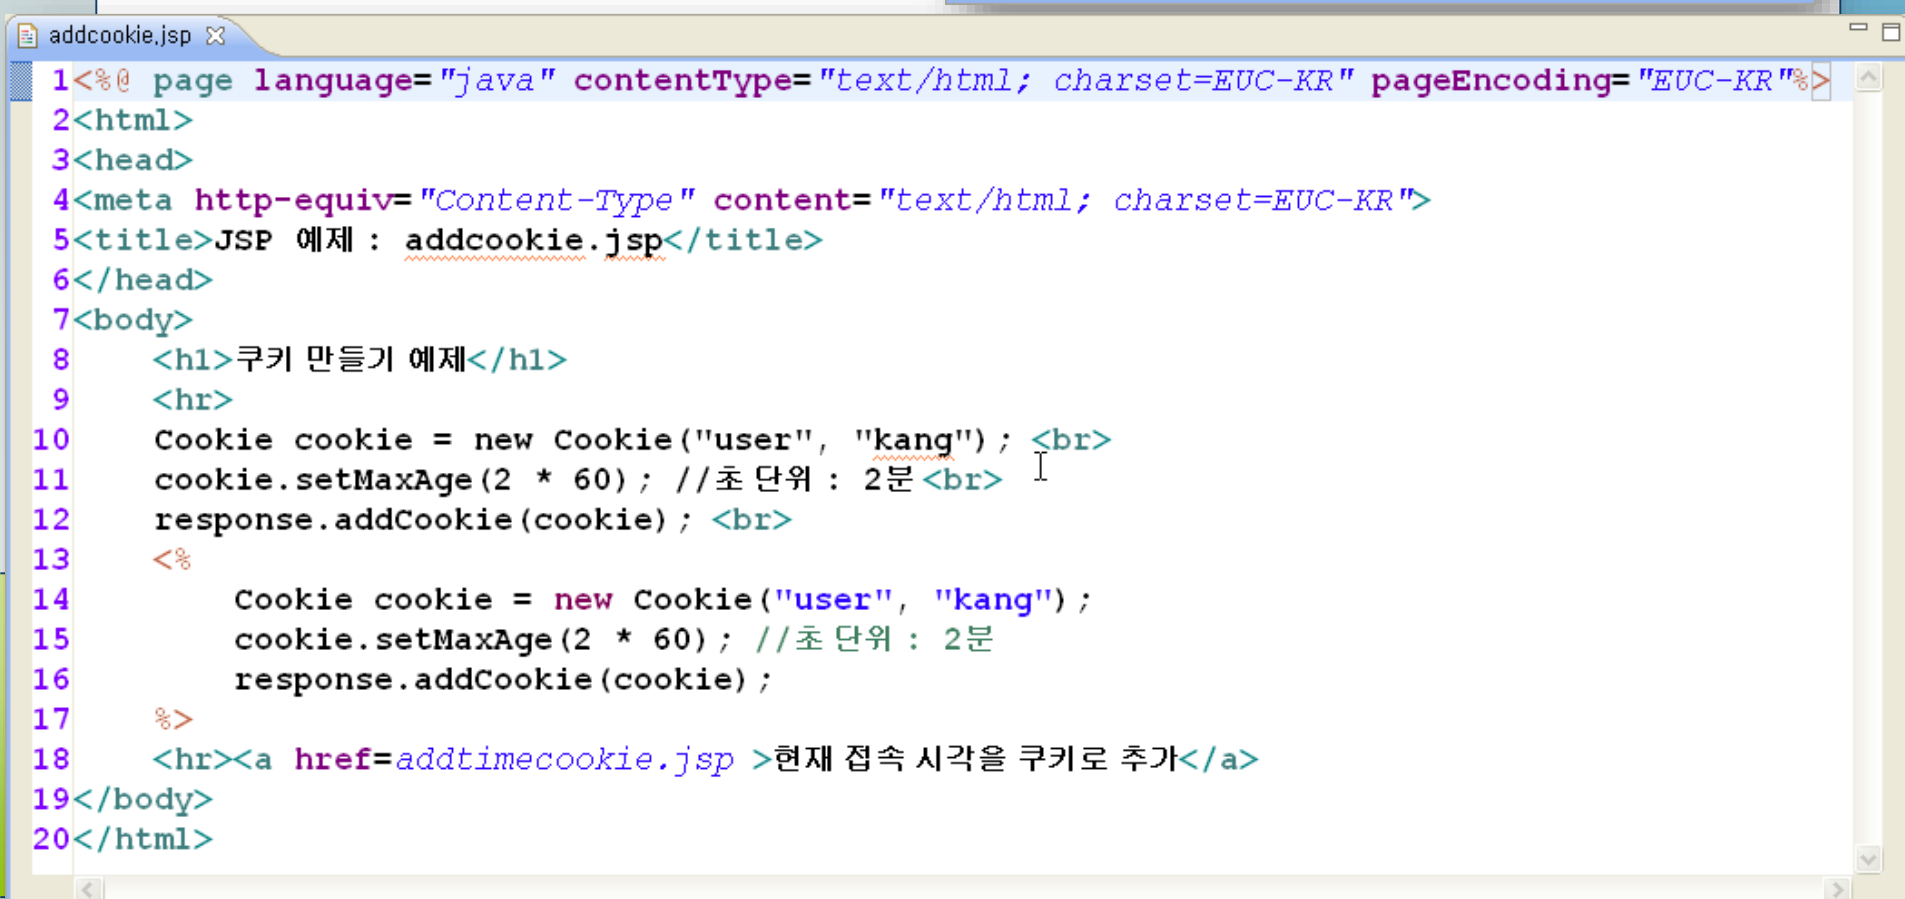 addcookie.jsp
1<%@ page language="java" contentType="text/html; charset=EUC-KR" pageEncoding="EUC-KR"%>
2<html>
3<head>
4<meta http-equiv="Content-Type" content="text/html; charset=EUC-KR">
5<title>JSP 예제 : addcookie.jsp</title>
6</head>
7<body>
8    <h1>쿠키 만들기 예제</h1>
9    <hr>
10    Cookie cookie = new Cookie("user", "kang"); <br>
11    cookie.setMaxAge(2 * 60); //초 단위 : 2분<br>
12    response.addCookie(cookie); <br>
13    <%
14        Cookie cookie = new Cookie("user", "kang");
15        cookie.setMaxAge(2 * 60); //초 단위 : 2분
16        response.addCookie(cookie);
17    %>
18    <hr><a href=addtimecookie.jsp >현재 접속 시각을 쿠키로 추가</a>
19</body>
20</html>